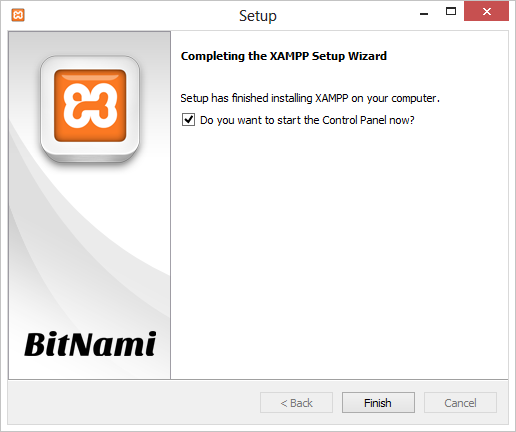 Setup
Completing the XAMPP Setup Wizard
Setup has finished installing XAMPP on your computer.
Do you want to start the Control Panel now?
BitNami
< Back
Finish
Cancel